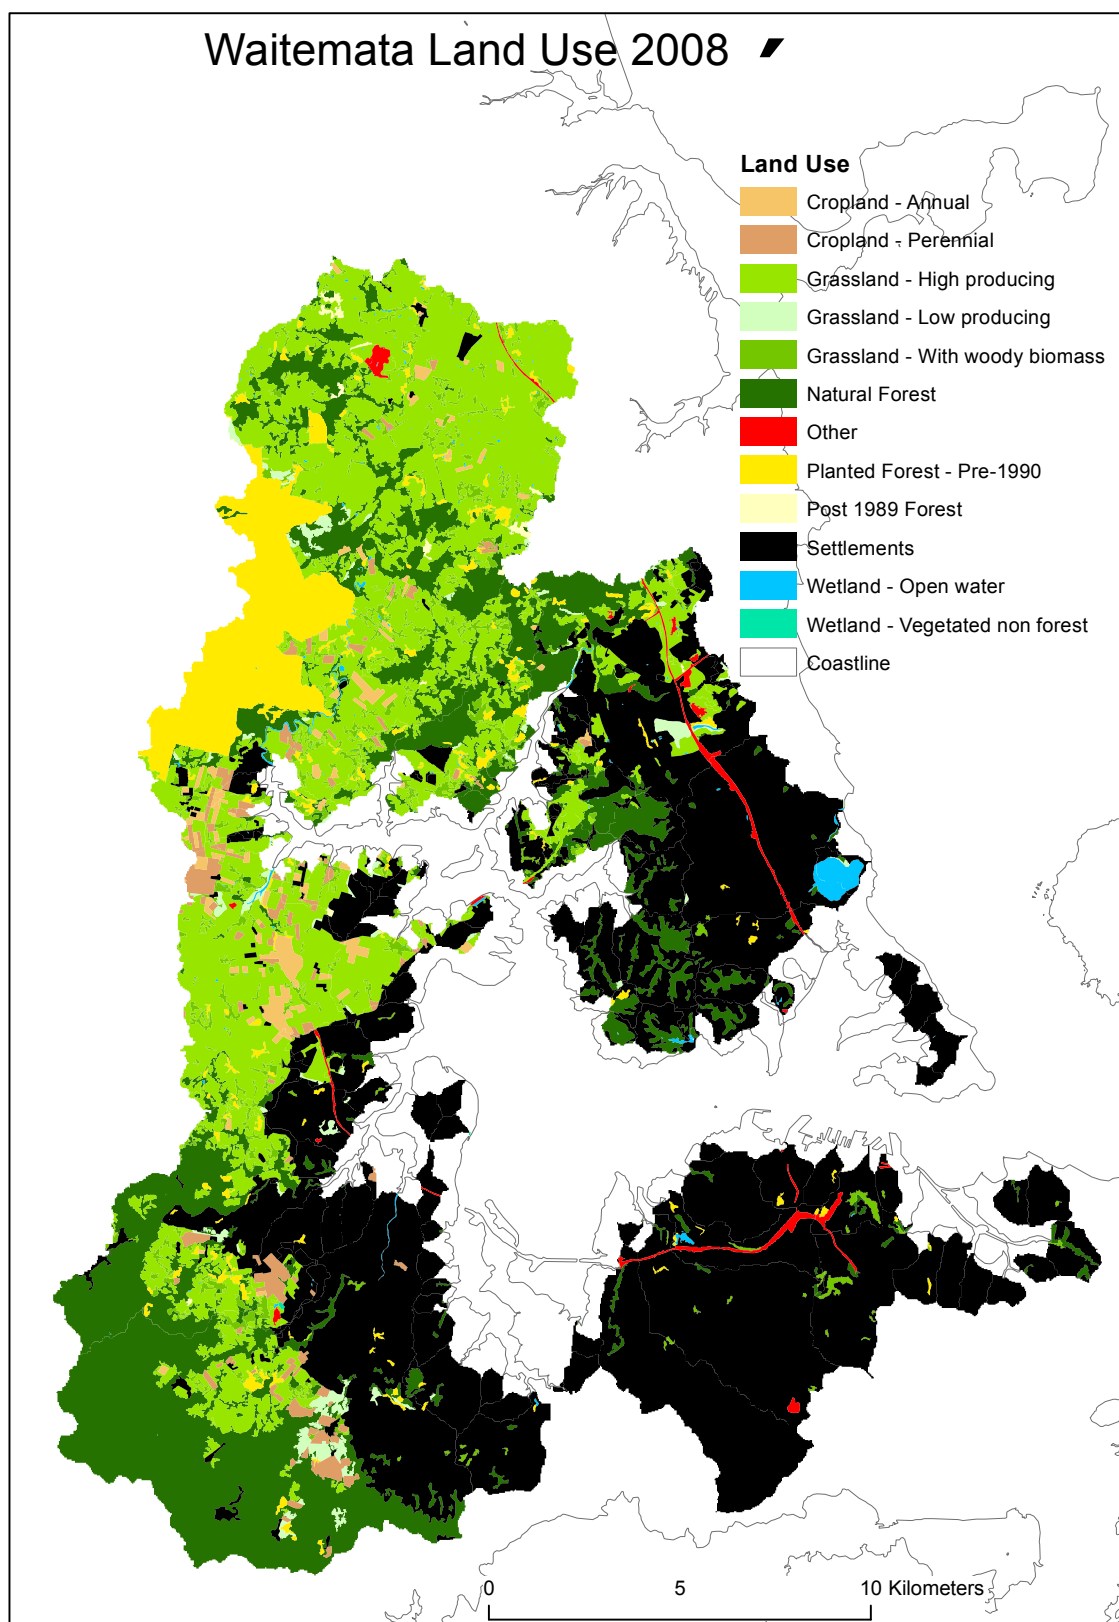 Waitemata Land Use 2008
Land Use
Cropland - Annual
Cropland - Perennial
Grassland - High producing
Grassland - Low producing
Grassland - With woody biomass
Natural Forest
Other
Planted Forest - Pre-1990
Post 1989 Forest
Settlements
Wetland - Open water
Wetland - Vegetated non forest
Coastline
0 5 10 Kilometers